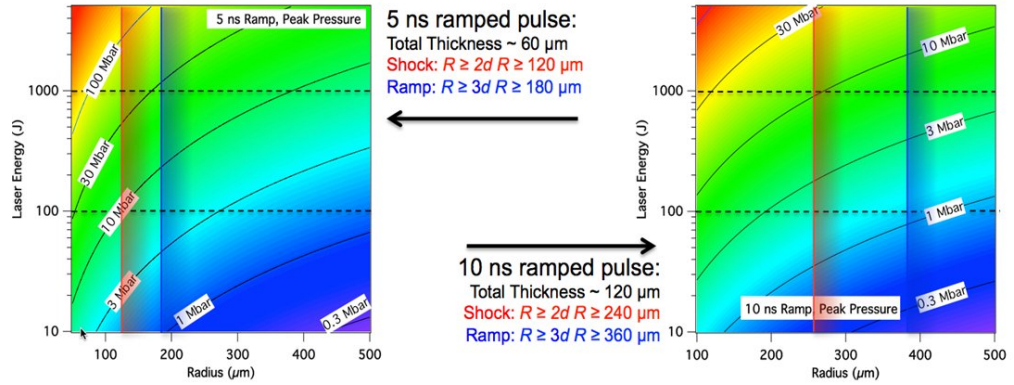 5 ns Ramp, Peak Pressure
100 Mbar
30 Mbar
10 Mbar
3 Mbar
1 Mbar
0.3 Mbar
1000
100
10
Laser Energy (J)
100
200
300
400
500
Radius (µm)
5 ns ramped pulse:
Total Thickness ~ 60 µm
Shock: R ≥ 2d R ≥ 120 µm
Ramp: R ≥ 3d R ≥ 180 µm
10 ns ramped pulse:
Total Thickness ~ 120 µm
Shock: R ≥ 2d R ≥ 240 µm
Ramp: R ≥ 3d R ≥ 360 µm
30 Mbar
10 Mbar
3 Mbar
1 Mbar
0.3 Mbar
10 ns Ramp, Peak Pressure
1000
100
10
Laser Energy (J)
100
200
300
400
500
Radius (µm)